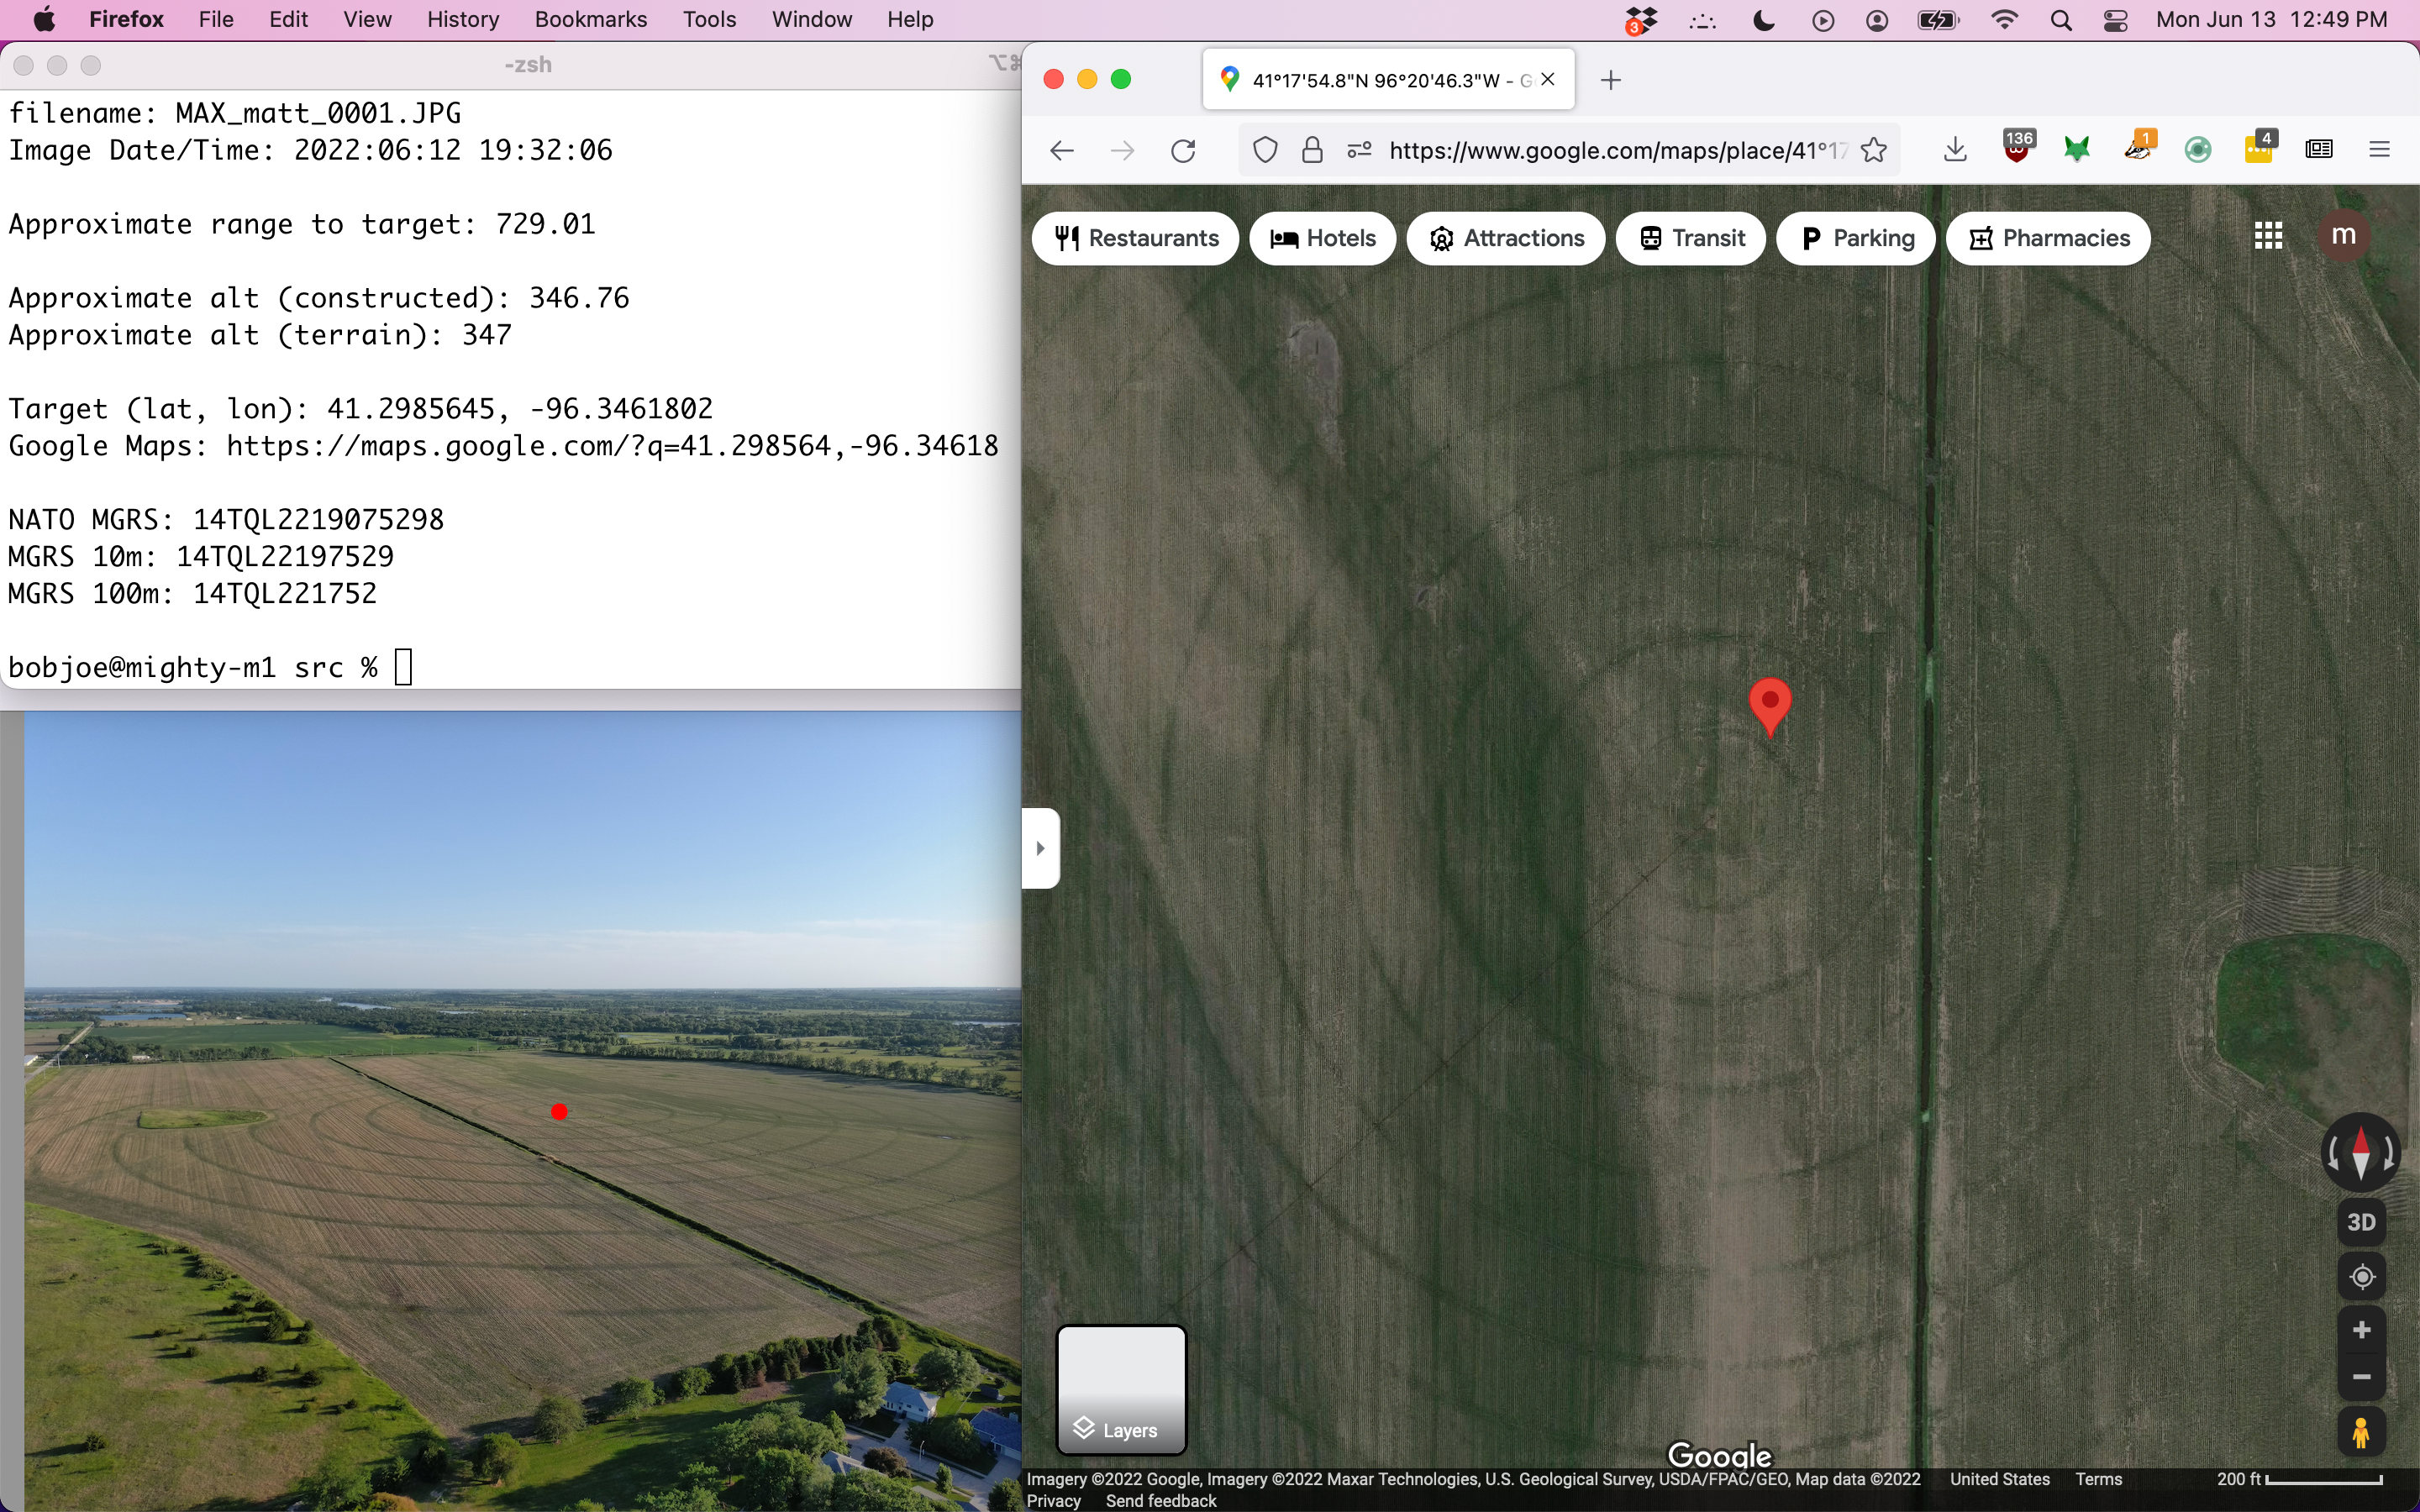 Firefox File Edit View History Bookmarks Tools Window Help
3
Mon Jun 13 12:49 PM
-zsh
filename: MAX_matt_0001.JPG
Image Date/Time: 2022:06:12 19:32:06
Approximate range to target: 729.01
Approximate alt (constructed): 346.76
Approximate alt (terrain): 347
Target (lat, lon): 41.2985645, -96.3461802
Google Maps: https://maps.google.com/?q=41.298564,-96.34618
NATO MGRS: 14TQL2219075298
MGRS 10m: 14TQL22197529
MGRS 100m: 14TQL221752
bobjoe@mighty-m1 src %
41°17'54.8"N 96°20'46.3"W - G
https://www.google.com/maps/place/41°17
136
1
4
Restaurants
Hotels
Attractions
Transit
P Parking
Pharmacies
m
3D
Layers
Google
Imagery ©2022 Google, Imagery ©2022 Maxar Technologies, U.S. Geological Survey, USDA/FPAC/GEO, Map data ©2022 United States Terms 200 ft
Privacy Send feedback